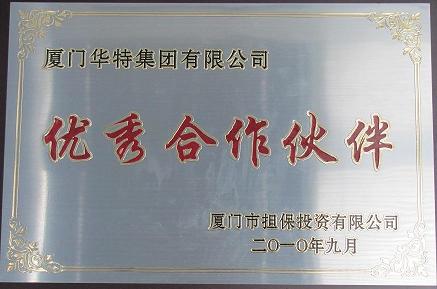 厦门华特集团有限公司
优秀合作伙伴
厦门市担保投资有限公司
二〇一〇年九月